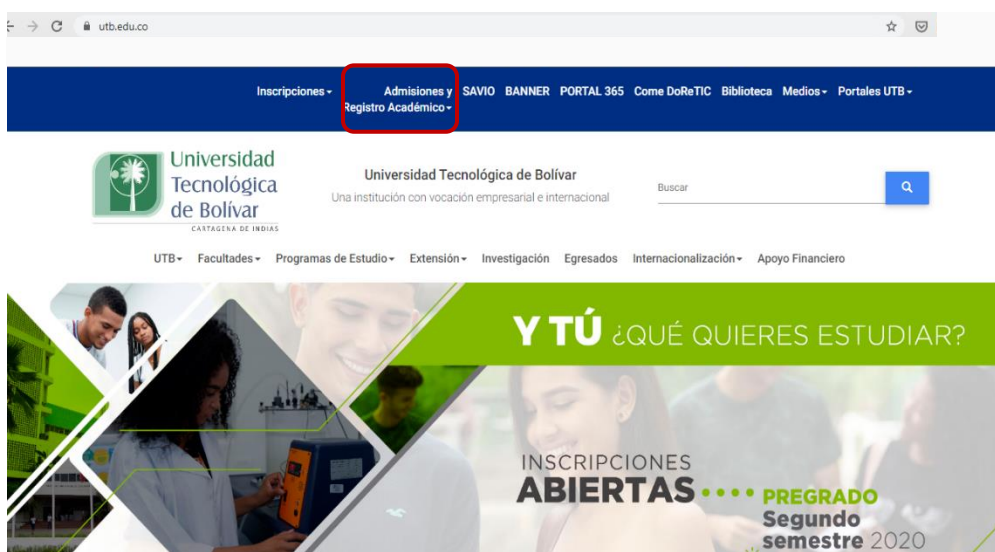 utb.edu.co
Inscripciones
Admisiones y
Registro Académico
SAVIO BANNER PORTAL 365 Come DoReTIC Biblioteca Medios Portales UTB
Universidad
Tecnológica
de Bolívar
CARTAGENA DE INDIAS
Universidad Tecnológica de Bolívar
Una institución con vocación empresarial e internacional
Buscar
UTB Facultades Programas de Estudio Extensión Investigación Egresados Internacionalización Apoyo Financiero
Y TÚ ¿QUÉ QUIERES ESTUDIAR?
INSCRIPCIONES
ABIERTAS
PREGRADO
Segundo
semestre 2020